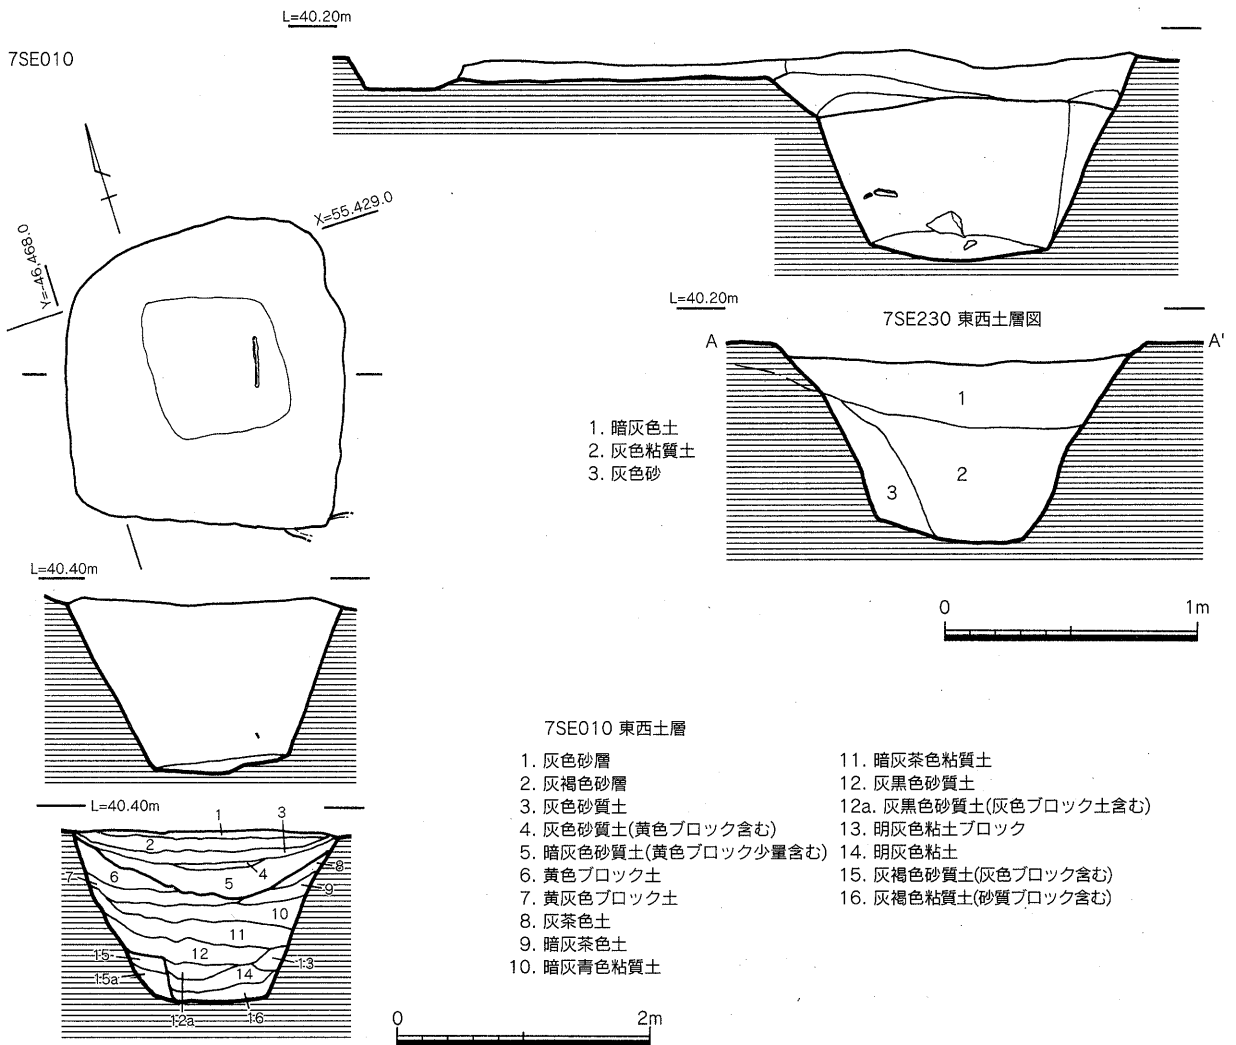 L=40.20m
7SE010
X=55.429.0
Y=-46,468.0
L=40.20m
7SE230 東西土層図
A
A'
1
2
3
1. 暗灰色土
2. 灰色粘質土
3. 灰色砂
L=40.40m
0
1m
7SE010 東西土層
1. 灰色砂層
2. 灰褐色砂層
3. 灰色砂質土
4. 灰色砂質土(黄色ブロック含む)
5. 暗灰色砂質土(黄色ブロック少量含む)
6. 黄色ブロック土
7. 黄灰色ブロック土
8. 灰茶色土
9. 暗灰茶色土
10. 暗灰青色粘質土
11. 暗灰茶色粘質土
12. 灰黒色砂質土
12a. 灰黒色砂質土(灰色ブロック土含む)
13. 明灰色粘土ブロック
14. 明灰色粘土
15. 灰褐色砂質土(灰色ブロック含む)
16. 灰褐色粘質土(砂質ブロック含む)
L=40.40m
1
3
2
4
8
7
6
5
9
10
11
12
15
13
15a
14
12a
16
0
2m